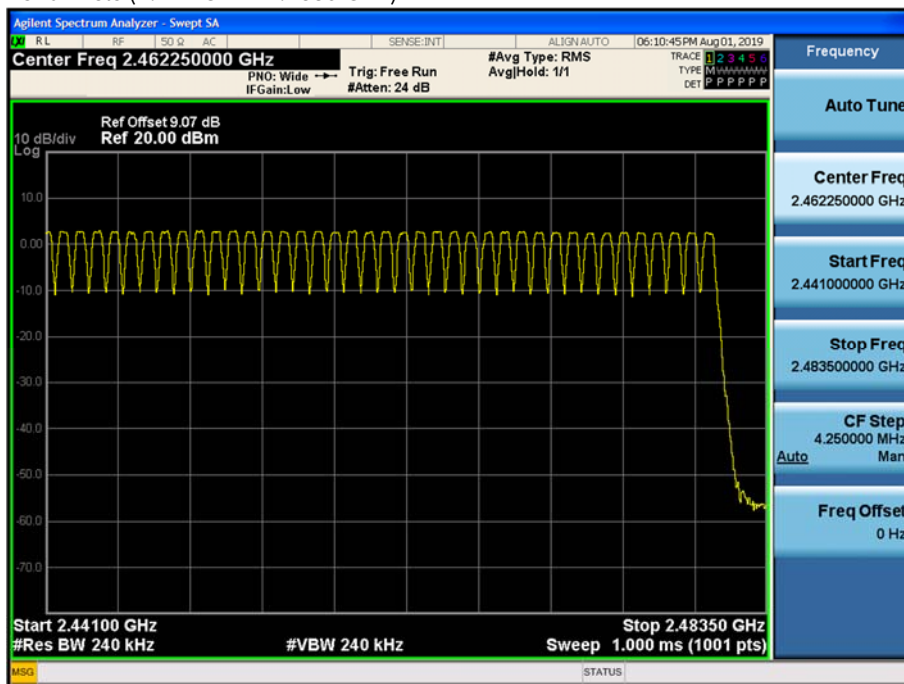 Agilent Spectrum Analyzer - Swept SA
LXI RL RF 50 Ω AC SENSE:INT ALIGN AUTO 06:10:45 PM Aug 01, 2019
Center Freq 2.462250000 GHz
PNO: Wide
IFGain:Low
Trig: Free Run
#Atten: 24 dB
#Avg Type: RMS
Avg|Hold: 1/1
TRACE 1 2 3 4 5 6
TYPE M
DET P P P P P P
Frequency
Auto Tune
Center Freq
2.462250000 GHz
Start Freq
2.441000000 GHz
Stop Freq
2.483500000 GHz
CF Step
4.250000 MHz
Auto Man
Freq Offset
0 Hz
Ref Offset 9.07 dB
10 dB/div Ref 20.00 dBm
Log
10.0
0.00
-10.0
-20.0
-30.0
-40.0
-50.0
-60.0
-70.0
Start 2.44100 GHz Stop 2.48350 GHz
#Res BW 240 kHz #VBW 240 kHz Sweep 1.000 ms (1001 pts)
MSG STATUS